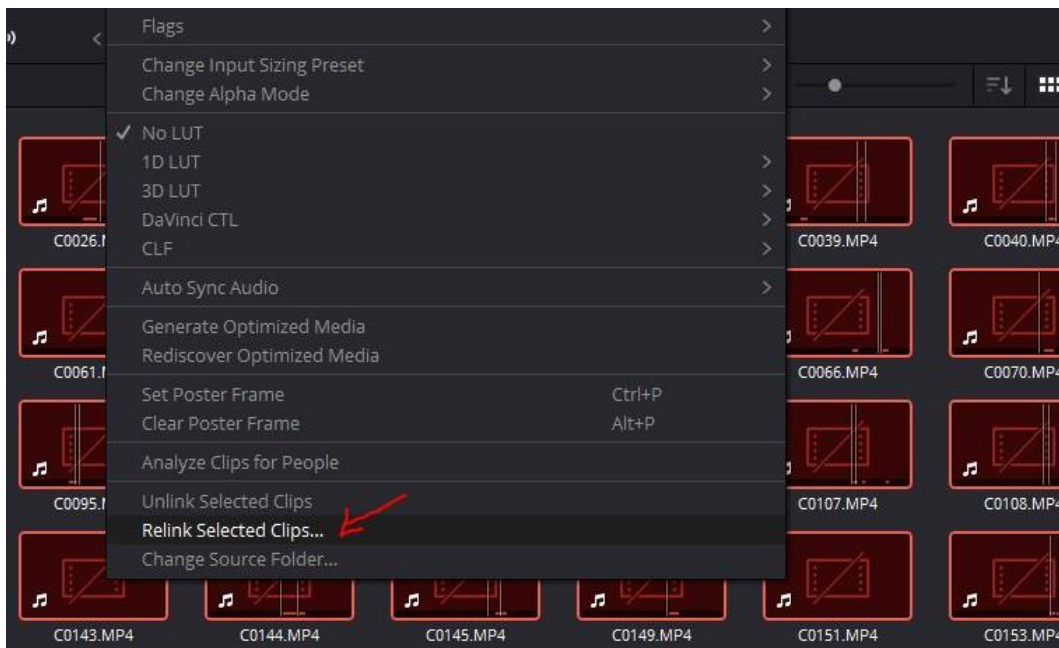 Flags
Change Input Sizing Preset
Change Alpha Mode
No LUT
1D LUT
3D LUT
DaVinci CTL
CLF
Auto Sync Audio
Generate Optimized Media
Rediscover Optimized Media
Set Poster Frame Ctrl+P
Clear Poster Frame Alt+P
Analyze Clips for People
Unlink Selected Clips
Relink Selected Clips...
Change Source Folder...
C0026.M C0039.MP4 C0040.MP4
C0061.M C0066.MP4 C0070.MP4
C0095.M C0107.MP4 C0108.MP4
C0143.MP4 C0144.MP4 C0145.MP4 C0149.MP4 C0151.MP4 C0153.MP4